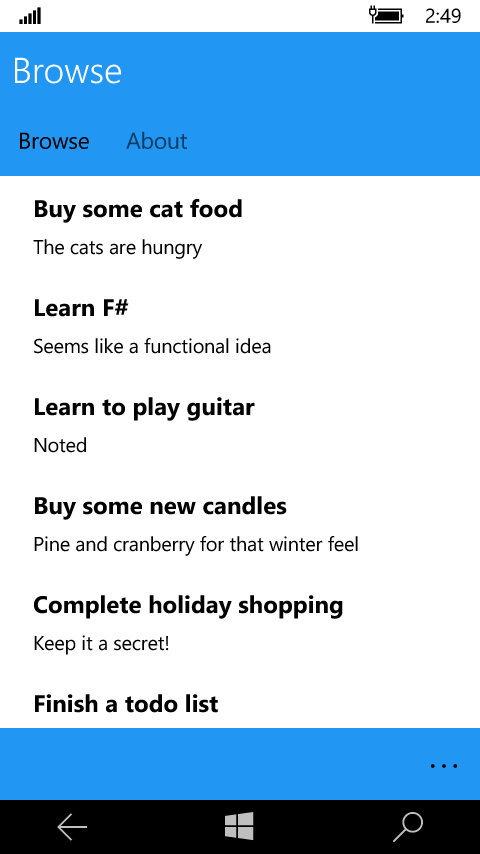 2:49
Browse
Browse About
Buy some cat food
The cats are hungry
Learn F#
Seems like a functional idea
Learn to play guitar
Noted
Buy some new candles
Pine and cranberry for that winter feel
Complete holiday shopping
Keep it a secret!
Finish a todo list
...